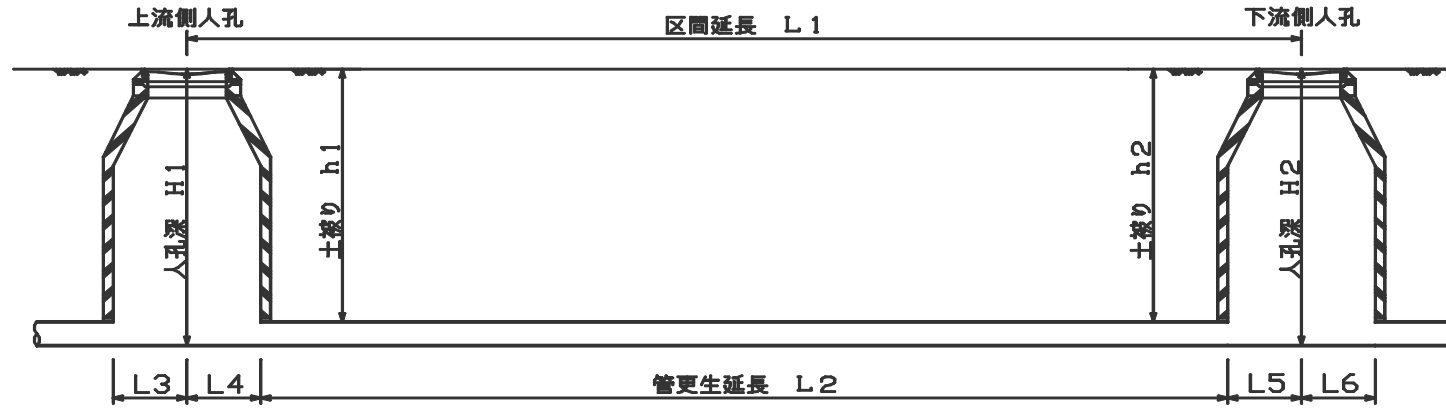 上流側人孔
区間延長 L1
下流側人孔
人孔深 H1
土被り h1
土被り h2
人孔深 H2
L3
L4
管更生延長 L2
L5
L6